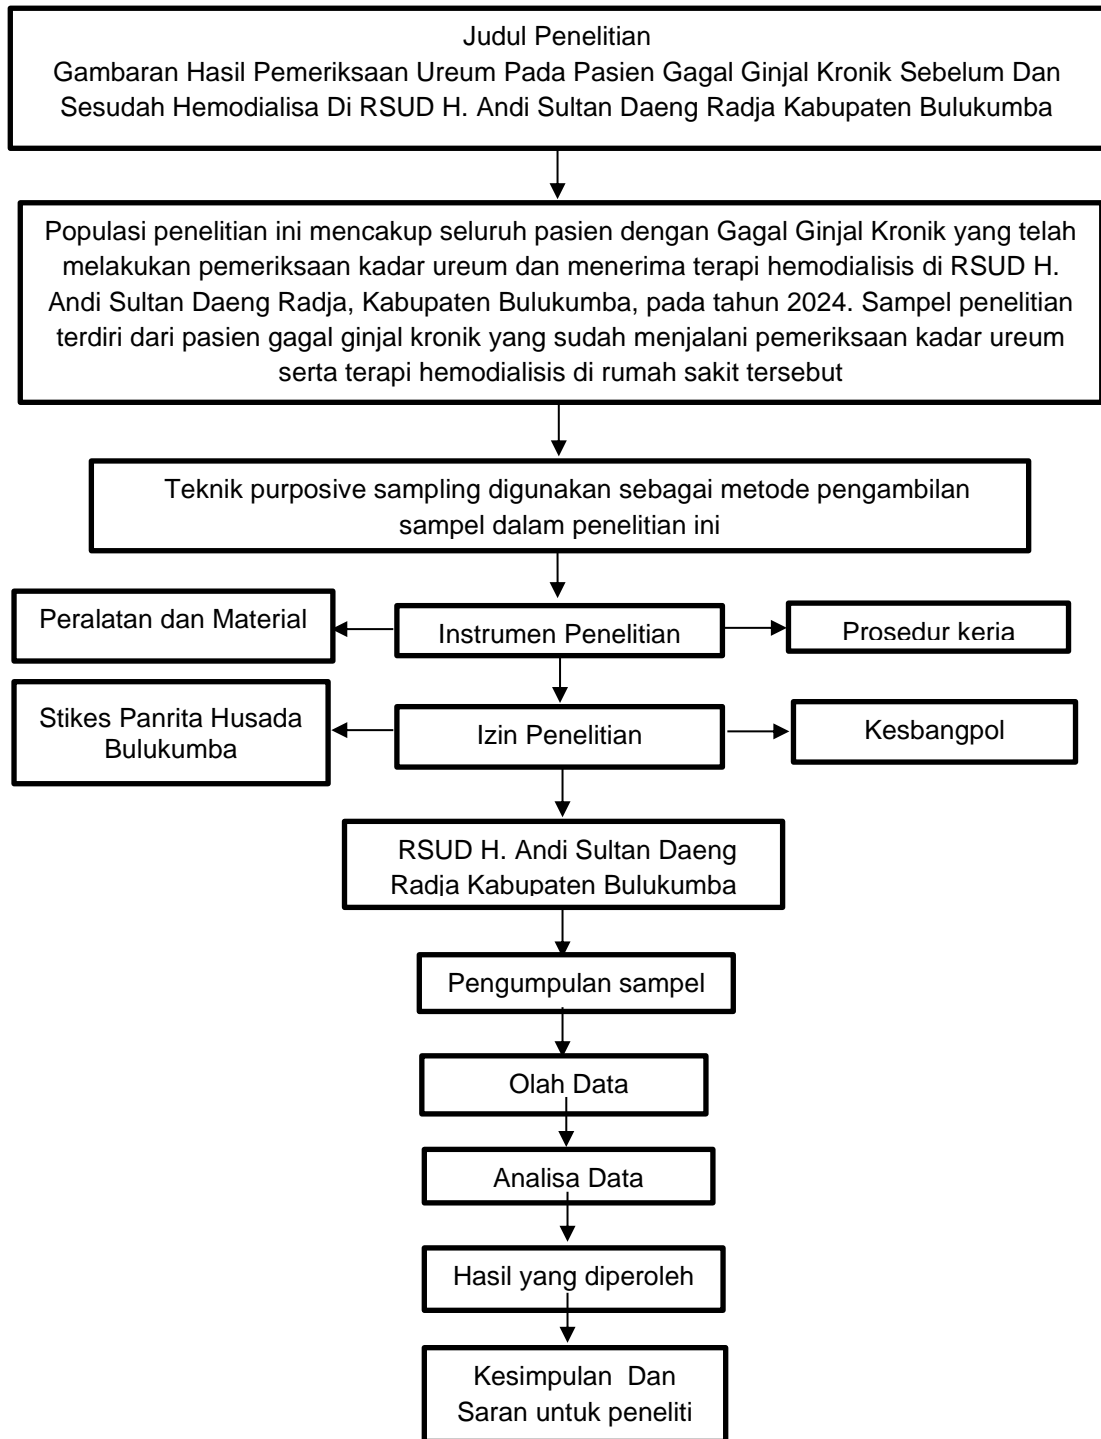 Judul Penelitian
Gambaran Hasil Pemeriksaan Ureum Pada Pasien Gagal Ginjal Kronik Sebelum Dan
Sesudah Hemodialisa Di RSUD H. Andi Sultan Daeng Radja Kabupaten Bulukumba
Populasi penelitian ini mencakup seluruh pasien dengan Gagal Ginjal Kronik yang telah
melakukan pemeriksaan kadar ureum dan menerima terapi hemodialisis di RSUD H.
Andi Sultan Daeng Radja, Kabupaten Bulukumba, pada tahun 2024. Sampel penelitian
terdiri dari pasien gagal ginjal kronik yang sudah menjalani pemeriksaan kadar ureum
serta terapi hemodialisis di rumah sakit tersebut
Teknik purposive sampling digunakan sebagai metode pengambilan
sampel dalam penelitian ini
Peralatan dan Material
Instrumen Penelitian
Prosedur kerja
Stikes Panrita Husada
Bulukumba
Izin Penelitian
Kesbangpol
RSUD H. Andi Sultan Daeng
Radja Kabupaten Bulukumba
Pengumpulan sampel
Olah Data
Analisa Data
Hasil yang diperoleh
Kesimpulan Dan
Saran untuk peneliti